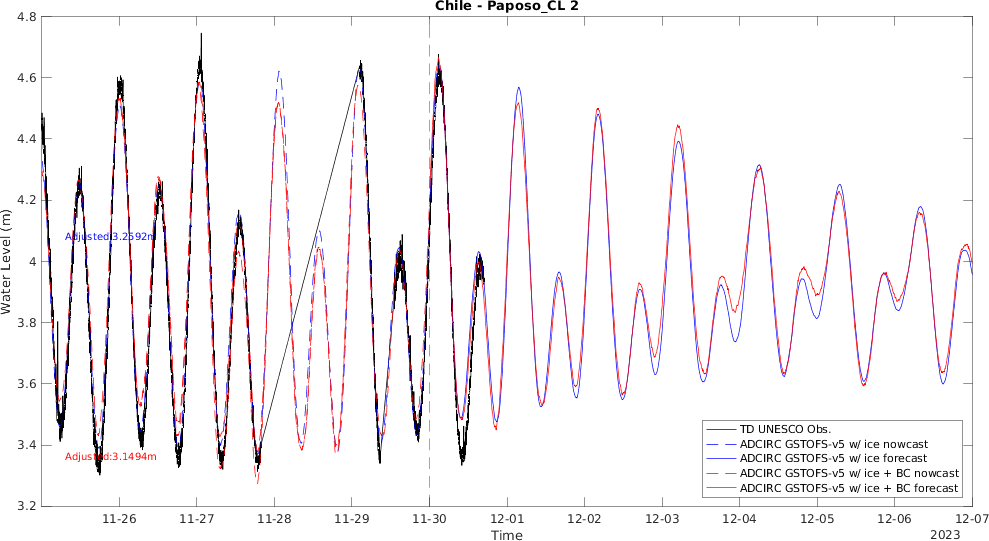 Chile - Paposo_CL 2
4.8
4.6
4.4
4.2
4
3.8
3.6
3.4
3.2
Water Level (m)
Adjusted:3.2592m
Adjusted:3.1494m
TD UNESCO Obs.
ADCIRC GSTOFS-v5 w/ ice nowcast
ADCIRC GSTOFS-v5 w/ ice forecast
ADCIRC GSTOFS-v5 w/ ice + BC nowcast
ADCIRC GSTOFS-v5 w/ ice + BC forecast
11-26 11-27 11-28 11-29 11-30 12-01 12-02 12-03 12-04 12-05 12-06 12-07
Time
2023